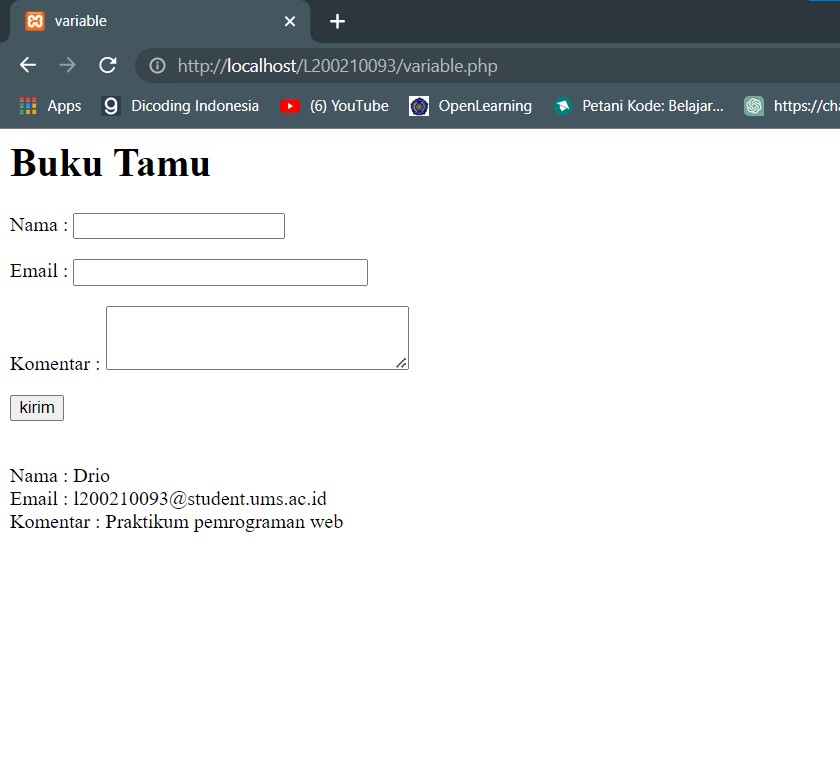 variable
http://localhost/L200210093/variable.php
Apps Dicoding Indonesia (6) YouTube OpenLearning Petani Kode: Belajar... https://cha
Buku Tamu
Nama :
Email :
Komentar :
kirim
Nama : Drio
Email : l200210093@student.ums.ac.id
Komentar : Praktikum pemrograman web